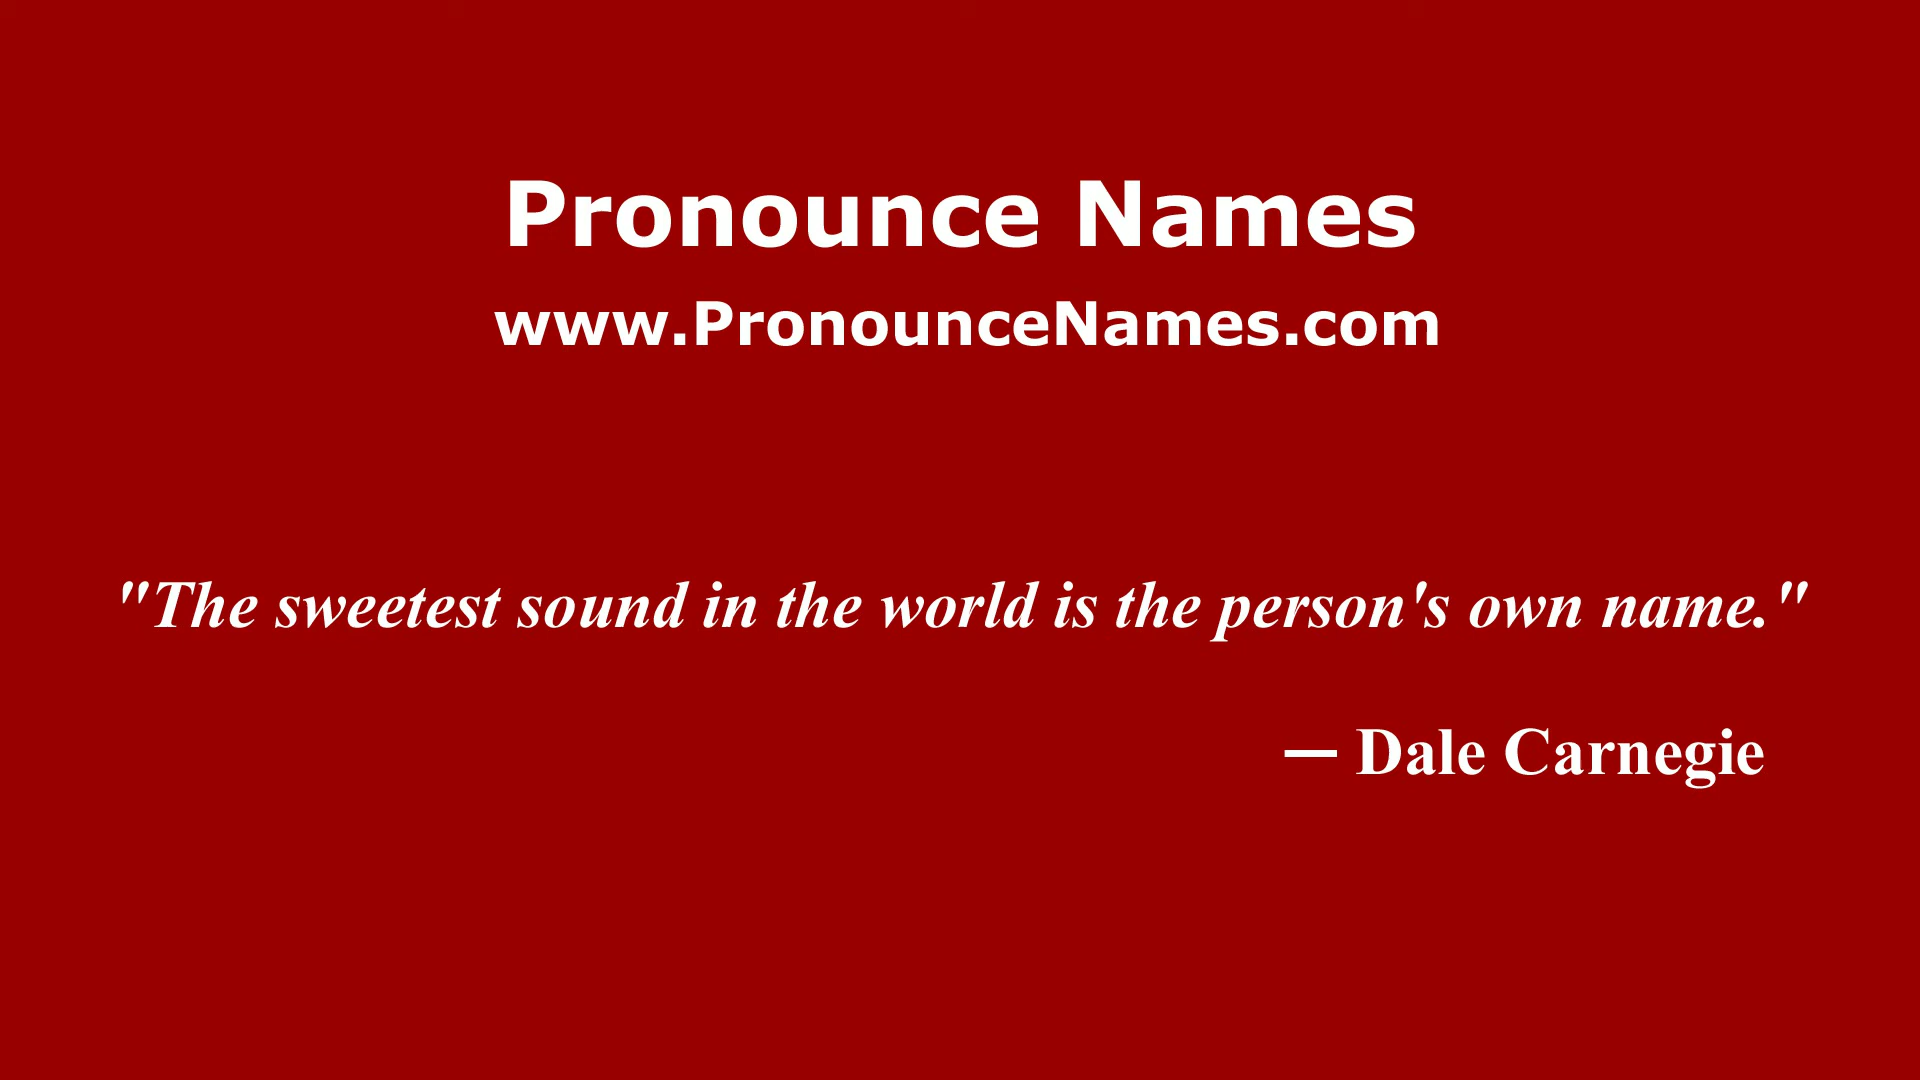 Pronounce Names
www.PronounceNames.com
"The sweetest sound in the world is the person's own name."
— Dale Carnegie